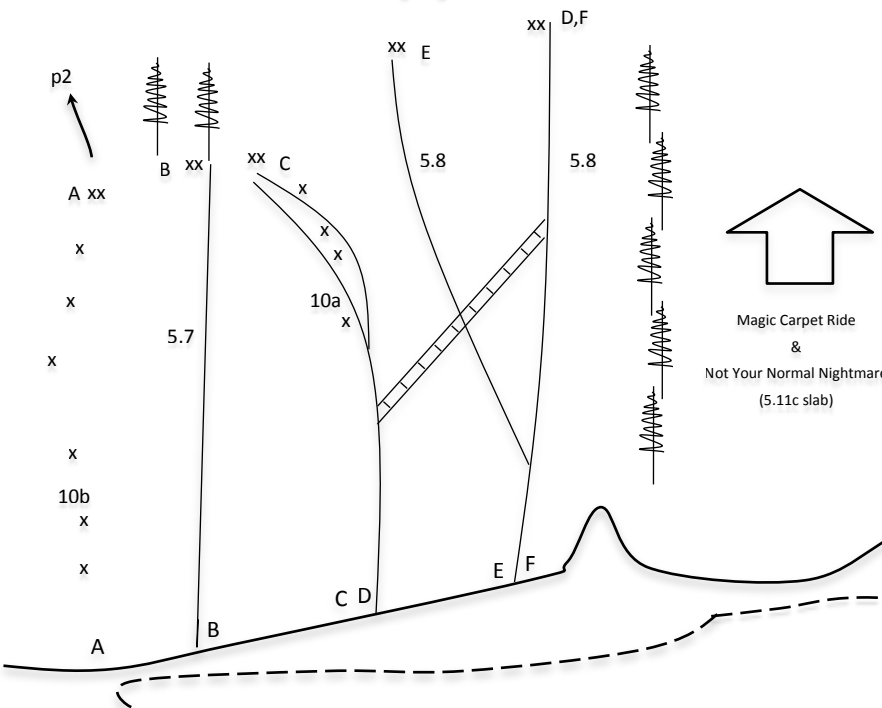 xx D,F
xx E
p2
5.8
5.8
B xx
xx C
x
A xx
x
x
x
10a
x
x
x
5.7
Magic Carpet Ride
&
Not Your Normal Nightmare
(5.11c slab)
x
x
10b
x
x
E F
C D
B
A